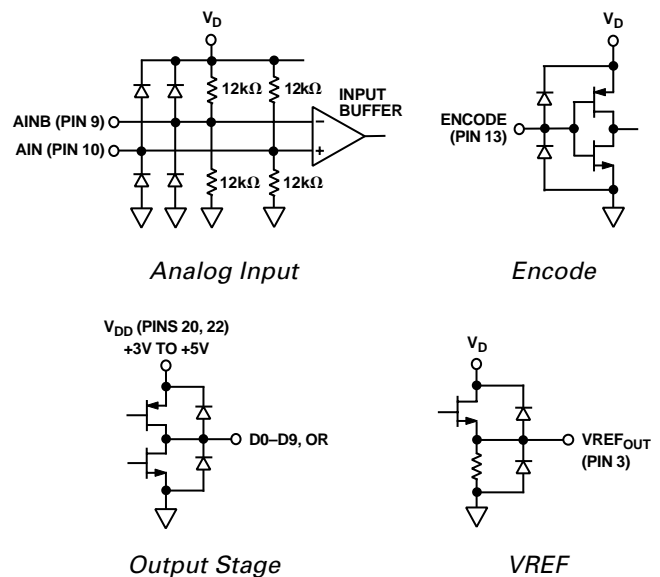 V_D
12kΩ 12kΩ
INPUT
BUFFER
AINB (PIN 9)
–
AIN (PIN 10)
+
12kΩ 12kΩ
Analog Input
V_D
ENCODE
(PIN 13)
Encode
V_DD (PINS 20, 22)
+3V TO +5V
D0–D9, OR
Output Stage
V_D
VREF_OUT
(PIN 3)
VREF